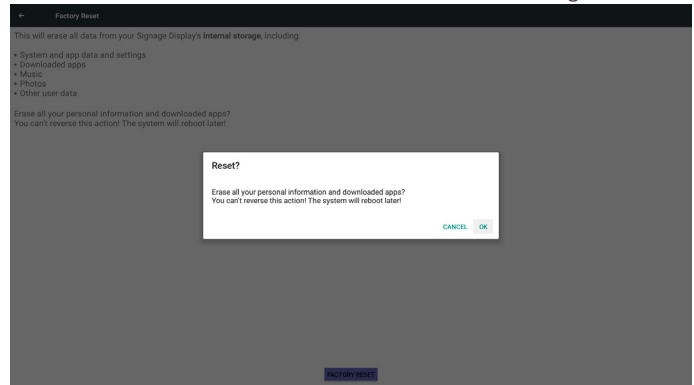 ← Factory Reset
This will erase all data from your Signage Display's internal storage, including:
• System and app data and settings
• Downloaded apps
• Music
• Photos
• Other user data
Erase all your personal information and downloaded apps?
You can't reverse this action! The system will reboot later!
Reset?
Erase all your personal information and downloaded apps?
You can't reverse this action! The system will reboot later!
CANCEL OK
FACTORY RESET